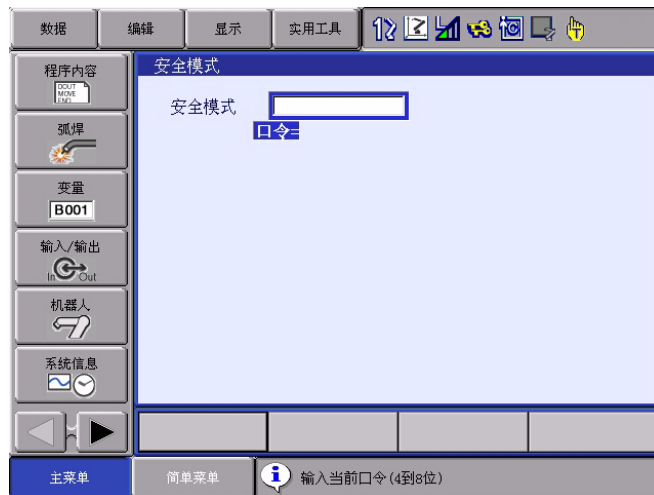 数据 编辑 显示 实用工具
程序内容
DOUT
MOVE
END
弧焊
变量
B001
输入/输出
In Out
机器人
系统信息
安全模式
安全模式
口令=
主菜单 简单菜单 输入当前口令(4到8位)